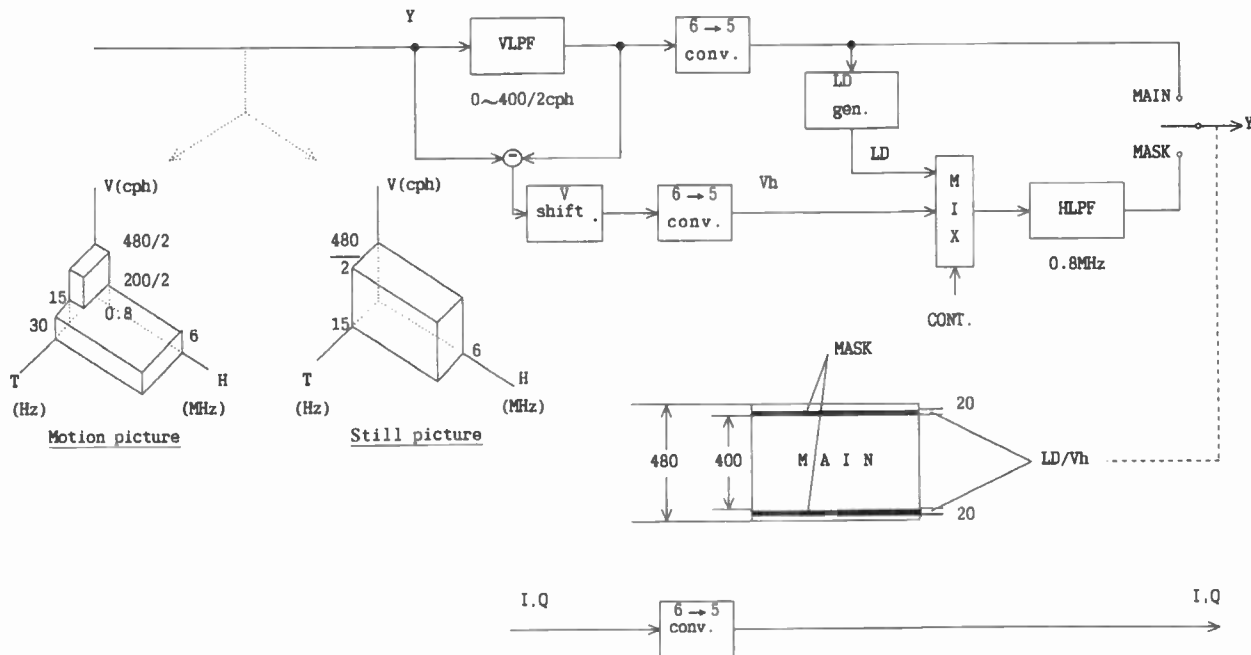 Y
VLPF
0~400/2cph
6 → 5
conv.
LD
gen.
LD
MAIN
MASK
Y
V
shift .
6 → 5
conv.
Vh
M
I
X
HLPF
0.8MHz
CONT.
V(cph)
480/2
200/2
15
0.8
30
6
T
(Hz)
H
(MHz)
Motion picture
V(cph)
480
2
15
6
T
(Hz)
H
(MHz)
Still picture
MASK
20
480
400
M A I N
LD/Vh
20
I,Q
6 → 5
conv.
I,Q